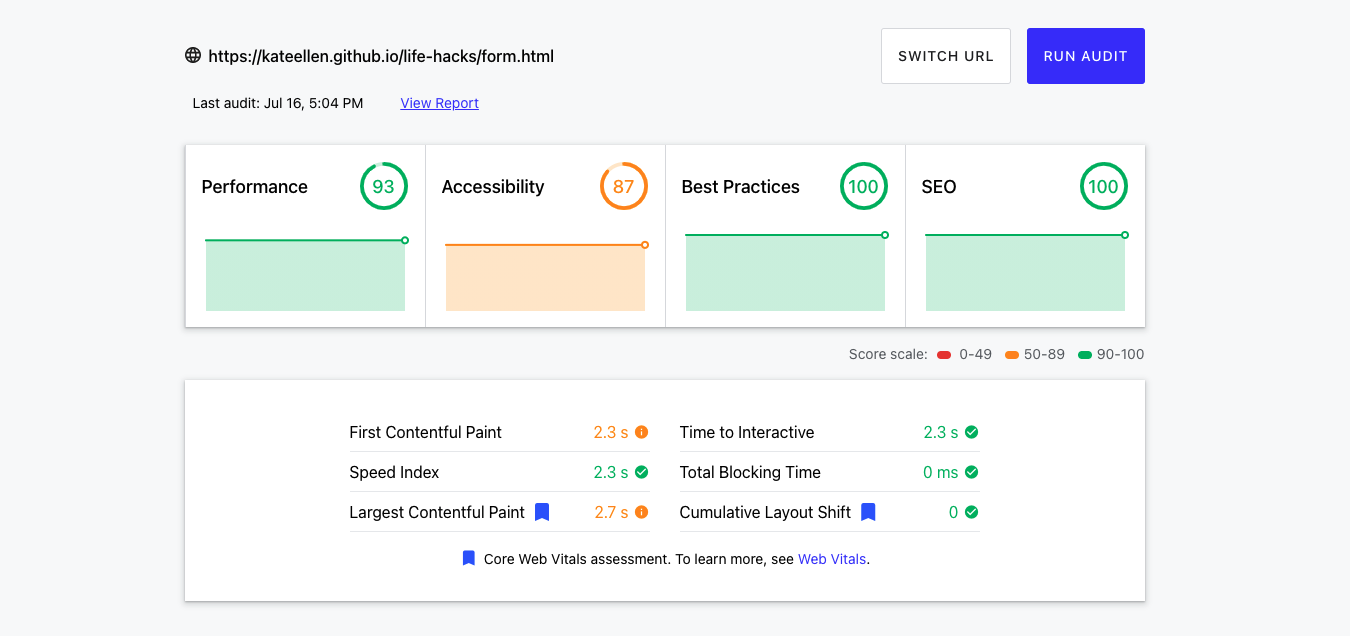 https://kateellen.github.io/life-hacks/form.html
SWITCH URL
RUN AUDIT
Last audit: Jul 16, 5:04 PM
View Report
Performance 93
Accessibility 87
Best Practices 100
SEO 100
Score scale: 0-49 50-89 90-100
First Contentful Paint 2.3 s
Time to Interactive 2.3 s
Speed Index 2.3 s
Total Blocking Time 0 ms
Largest Contentful Paint 2.7 s
Cumulative Layout Shift 0
Core Web Vitals assessment. To learn more, see Web Vitals.